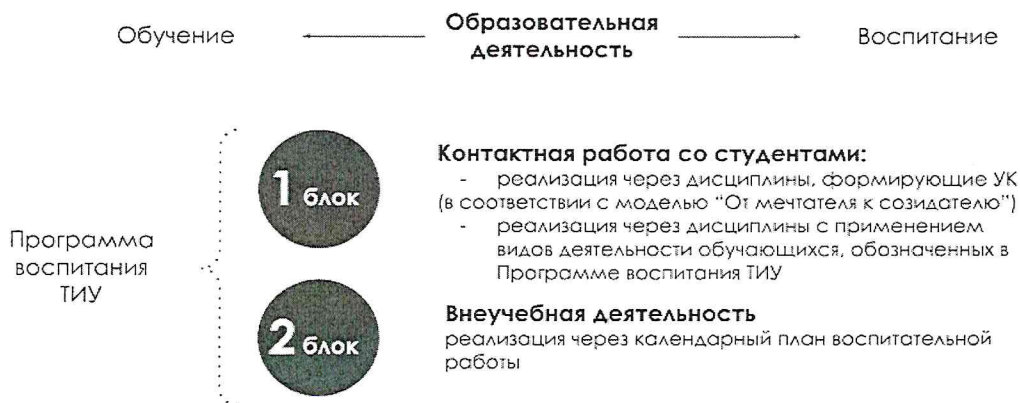 Обучение
Образовательная
деятельность
Воспитание
Программа
воспитания
ТИУ
1 блок
Контактная работа со студентами:
- реализация через дисциплины, формирующие УК
(в соответствии с моделью "От мечтателя к созидателю")
- реализация через дисциплины с применением
видов деятельности обучающихся, обозначенных в
Программе воспитания ТИУ
2 блок
Внеучебная деятельность
реализация через календарный план воспитательной
работы